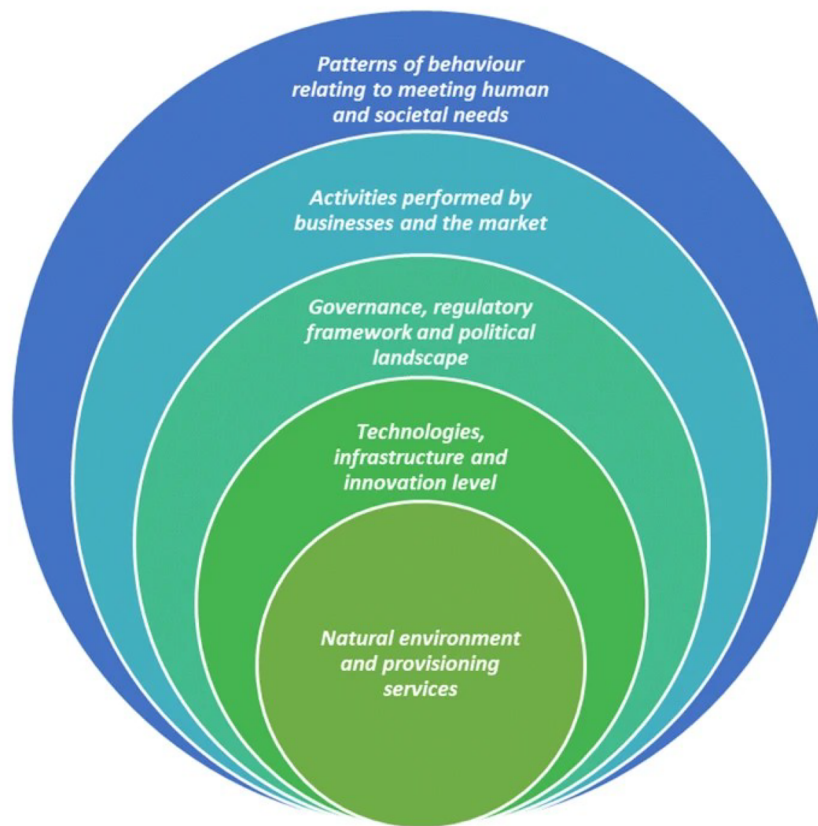 Patterns of behaviour
relating to meeting human
and societal needs
Activities performed by
businesses and the market
Governance, regulatory
framework and political
landscape
Technologies,
infrastructure and
innovation level
Natural environment
and provisioning
services